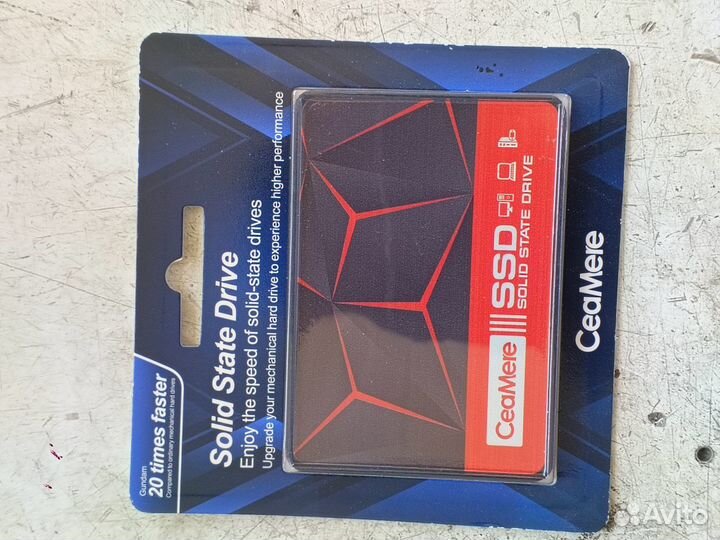 Gundam
20 times faster
Compared to ordinary mechanical hard drives
Solid State Drive
Enjoy the speed of solid-state drives
Upgrade your mechanical hard drive to experience higher performance
CeaMere
SSD
SOLID STATE DRIVE
CeaMere
Avito